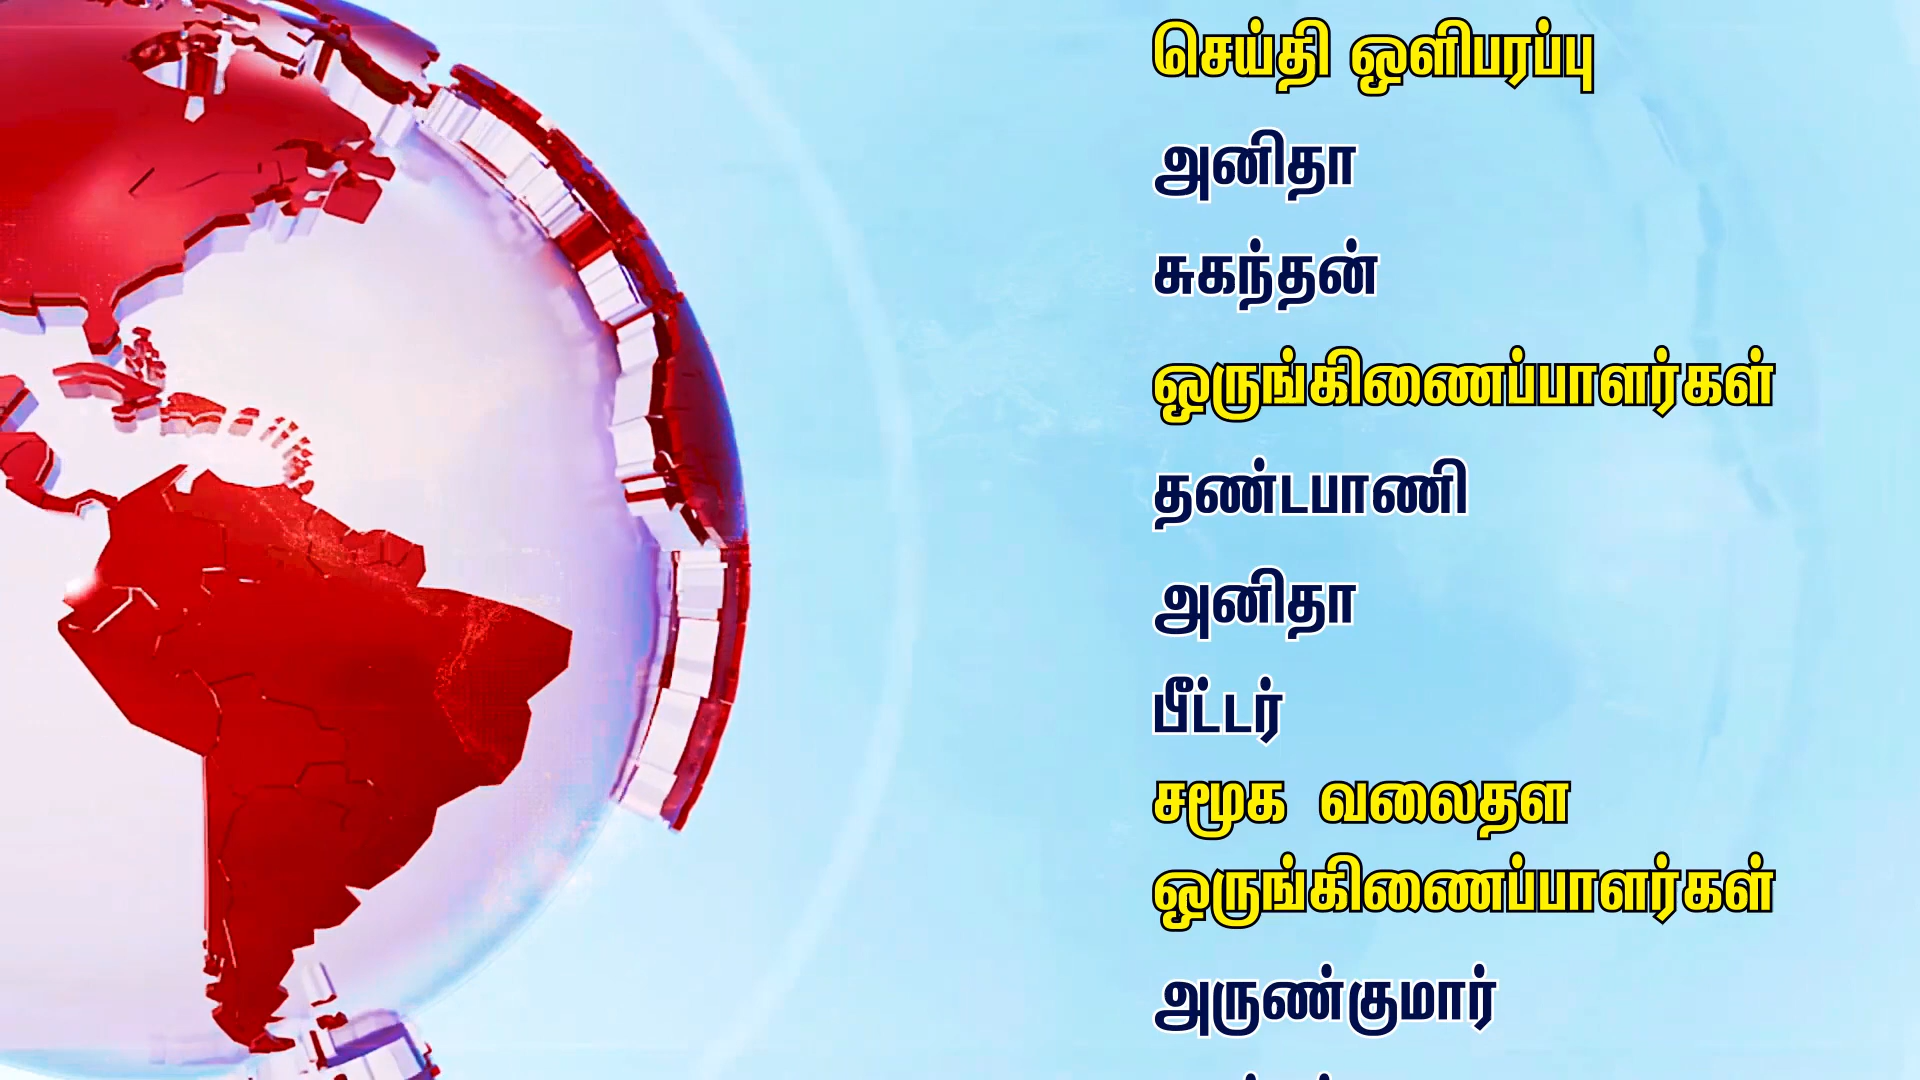 செய்தி ஒளிபரப்பு
அனிதா
சுகந்தன்
ஒருங்கிணைப்பாளர்கள்
தண்டபாணி
அனிதா
பீட்டர்
சமூக வலைதள
ஒருங்கிணைப்பாளர்கள்
அருண்குமார்